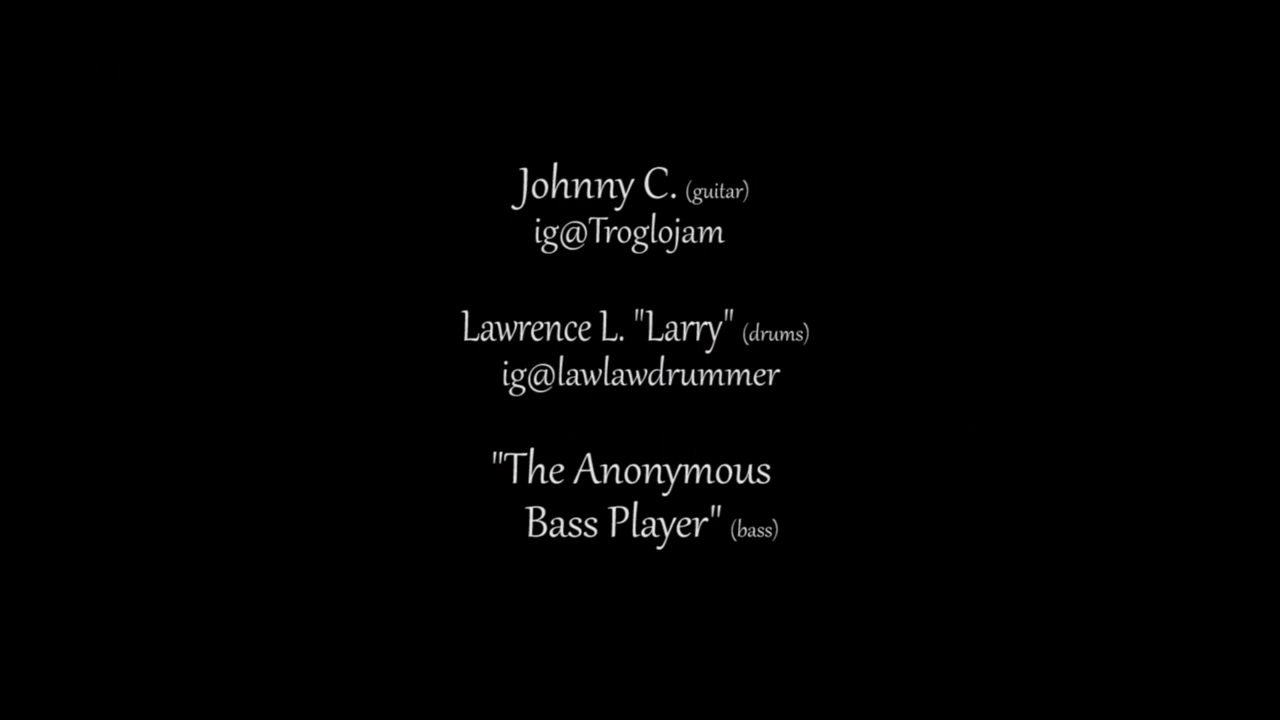 Johnny C. (guitar)
ig@Troglojam
Lawrence L. "Larry" (drums)
ig@lawlawdrummer
"The Anonymous
Bass Player" (bass)